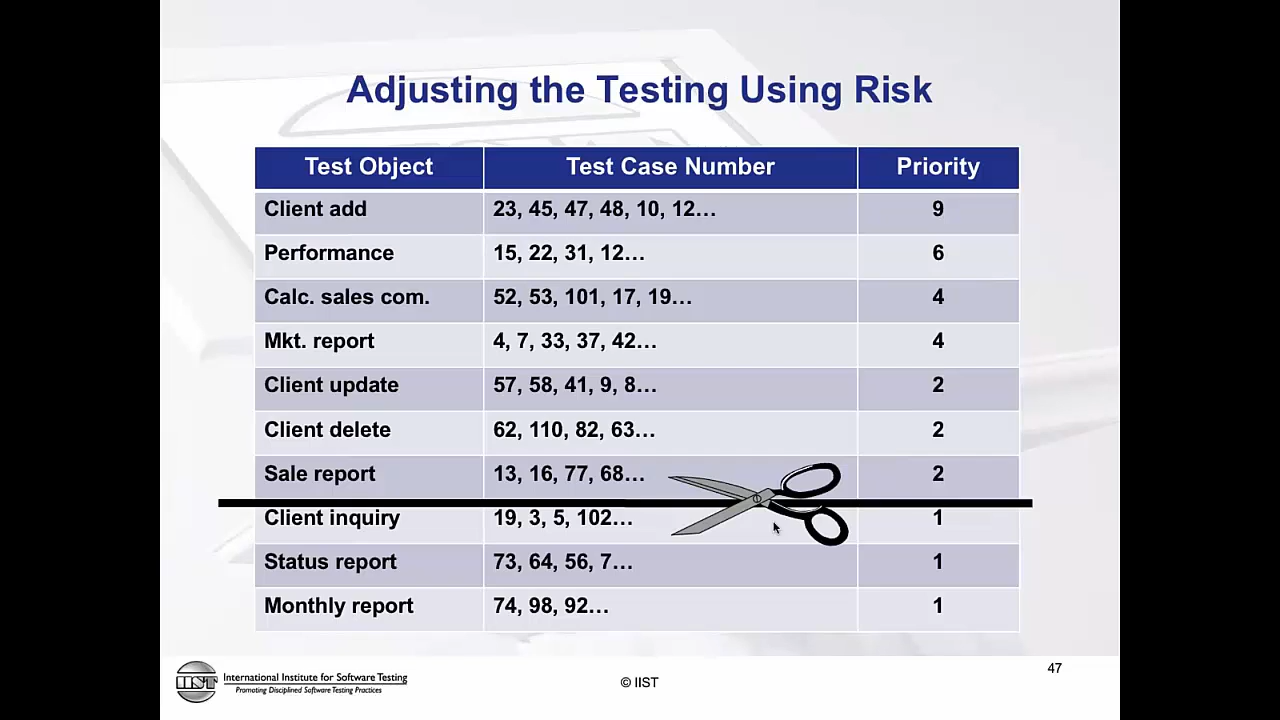 Adjusting the Testing Using Risk
Test Object Test Case Number Priority
Client add 23, 45, 47, 48, 10, 12… 9
Performance 15, 22, 31, 12… 6
Calc. sales com. 52, 53, 101, 17, 19… 4
Mkt. report 4, 7, 33, 37, 42… 4
Client update 57, 58, 41, 9, 8… 2
Client delete 62, 110, 82, 63… 2
Sale report 13, 16, 77, 68… 2
Client inquiry 19, 3, 5, 102… 1
Status report 73, 64, 56, 7… 1
Monthly report 74, 98, 92… 1
IIST
International Institute for Software Testing
Promoting Disciplined Software Testing Practices
© IIST
47